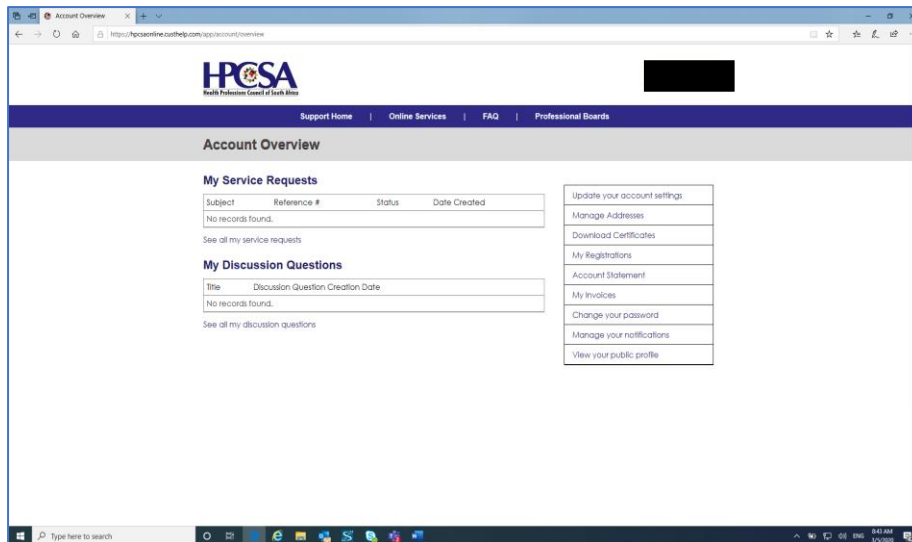 Account Overview
https://hpcsaonline.custhelp.com/app/account/overview
HPCSA
Health Professions Council of South Africa
Support Home | Online Services | FAQ | Professional Boards
Account Overview
My Service Requests
Subject Reference # Status Date Created
No records found.
See all my service requests
My Discussion Questions
Title Discussion Question Creation Date
No records found.
See all my discussion questions
Update your account settings
Manage Addresses
Download Certificates
My Registrations
Account Statement
My Invoices
Change your password
Manage your notifications
View your public profile
Type here to search
ENG
8:43 AM
1/5/2020